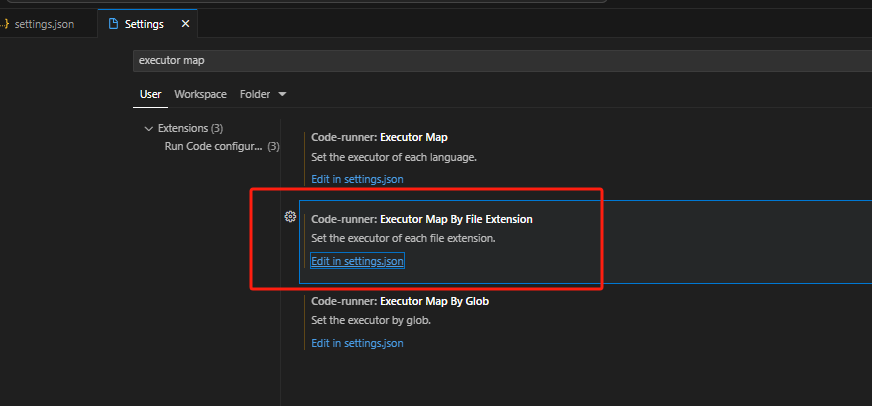 settings.json
Settings
executor map
User
Workspace
Folder
Extensions (3)
Run Code configur... (3)
Code-runner: Executor Map
Set the executor of each language.
Edit in settings.json
Code-runner: Executor Map By File Extension
Set the executor of each file extension.
Edit in settings.json
Code-runner: Executor Map By Glob
Set the executor by glob.
Edit in settings.json